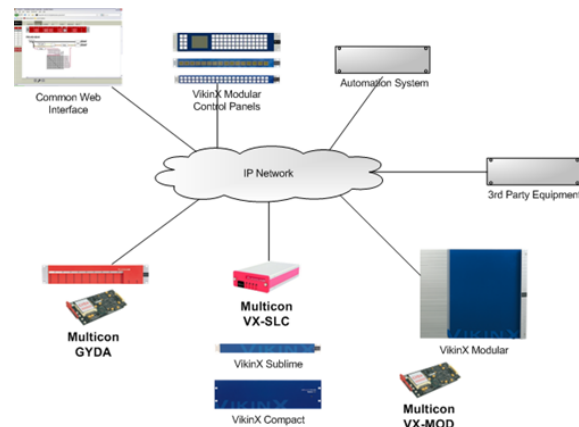 Common Web
Interface
VikinX Modular
Control Panels
Automation System
IP Network
3rd Party Equipment
Multicon
GYDA
Multicon
VX-SLC
VikinX Sublime
VikinX Compact
VIKINX
VikinX Modular
Multicon
VX-MOD